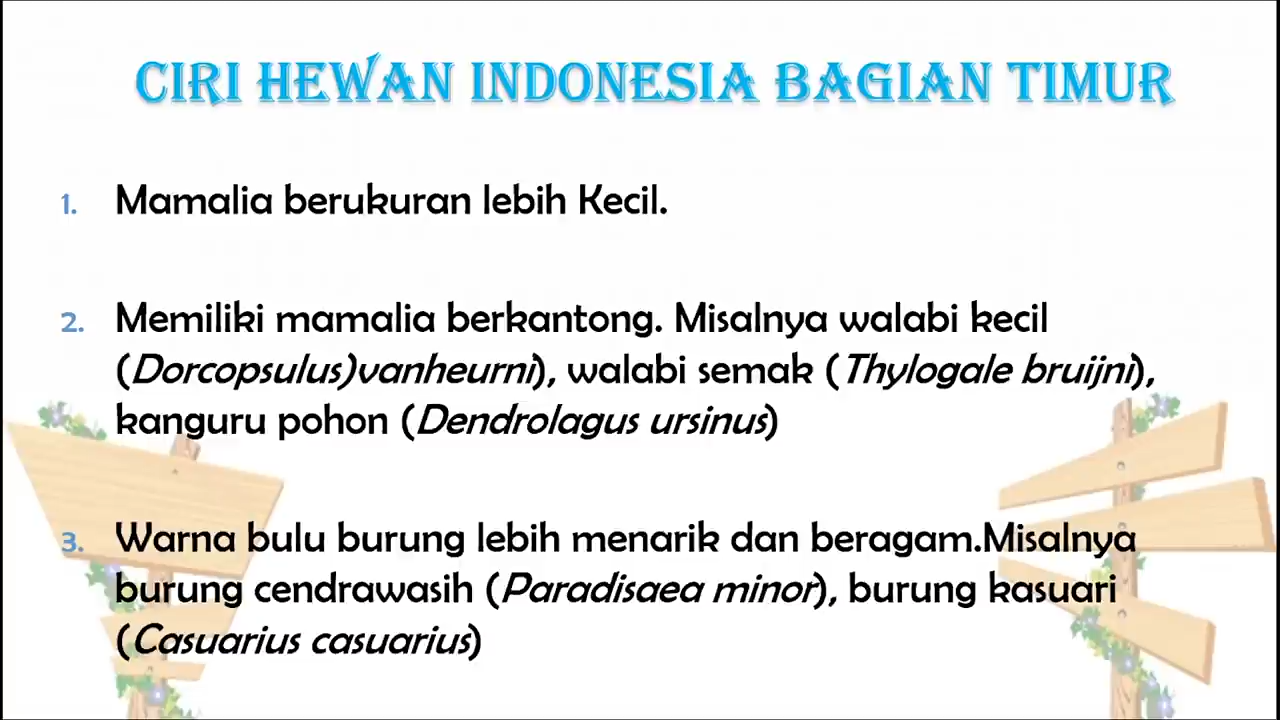 CIRI HEWAN INDONESIA BAGIAN TIMUR
1. Mamalia berukuran lebih Kecil.
2. Memiliki mamalia berkantong. Misalnya walabi kecil
(Dorcopsulus)vanheurni), walabi semak (Thylogale bruijni),
kanguru pohon (Dendrolagus ursinus)
3. Warna bulu burung lebih menarik dan beragam.Misalnya
burung cendrawasih (Paradisaea minor), burung kasuari
(Casuarius casuarius)